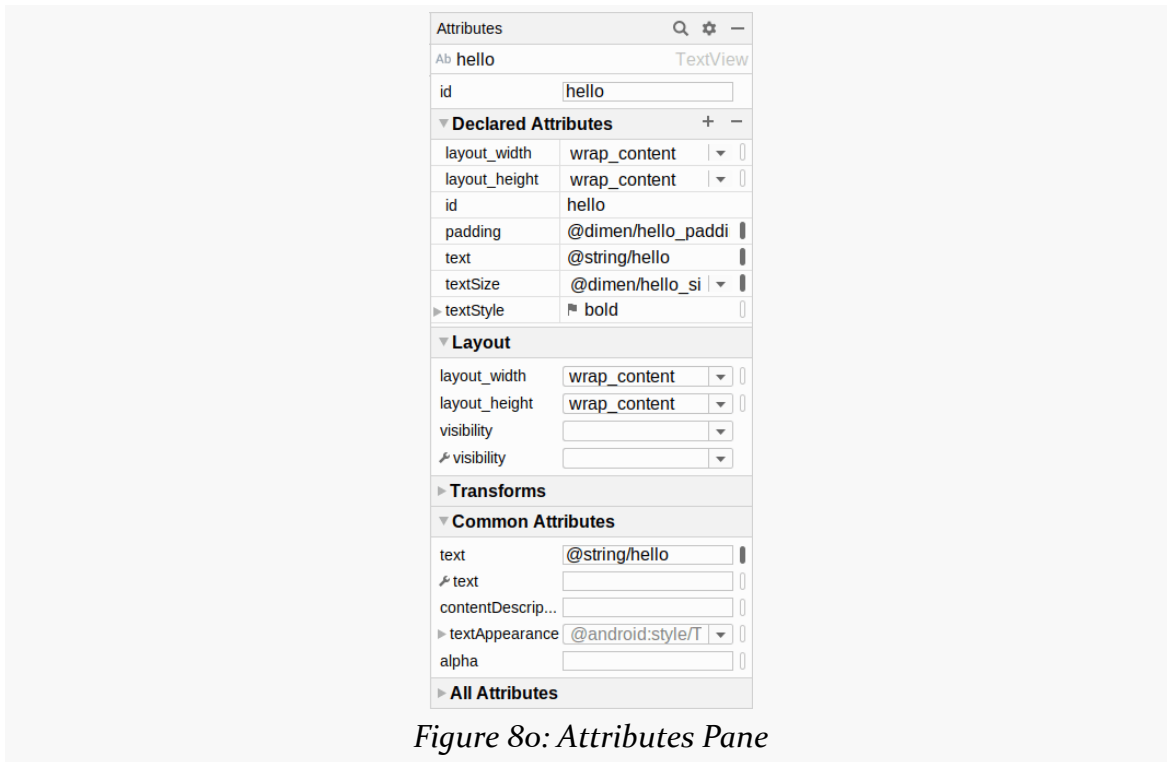 Attributes
Ab hello TextView
id hello
Declared Attributes + −
layout_width wrap_content
layout_height wrap_content
id hello
padding @dimen/hello_paddi
text @string/hello
textSize @dimen/hello_si
textStyle bold
Layout
layout_width wrap_content
layout_height wrap_content
visibility
visibility
Transforms
Common Attributes
text @string/hello
text
contentDescrip...
textAppearance @android:style/T
alpha
All Attributes
Figure 80: Attributes Pane